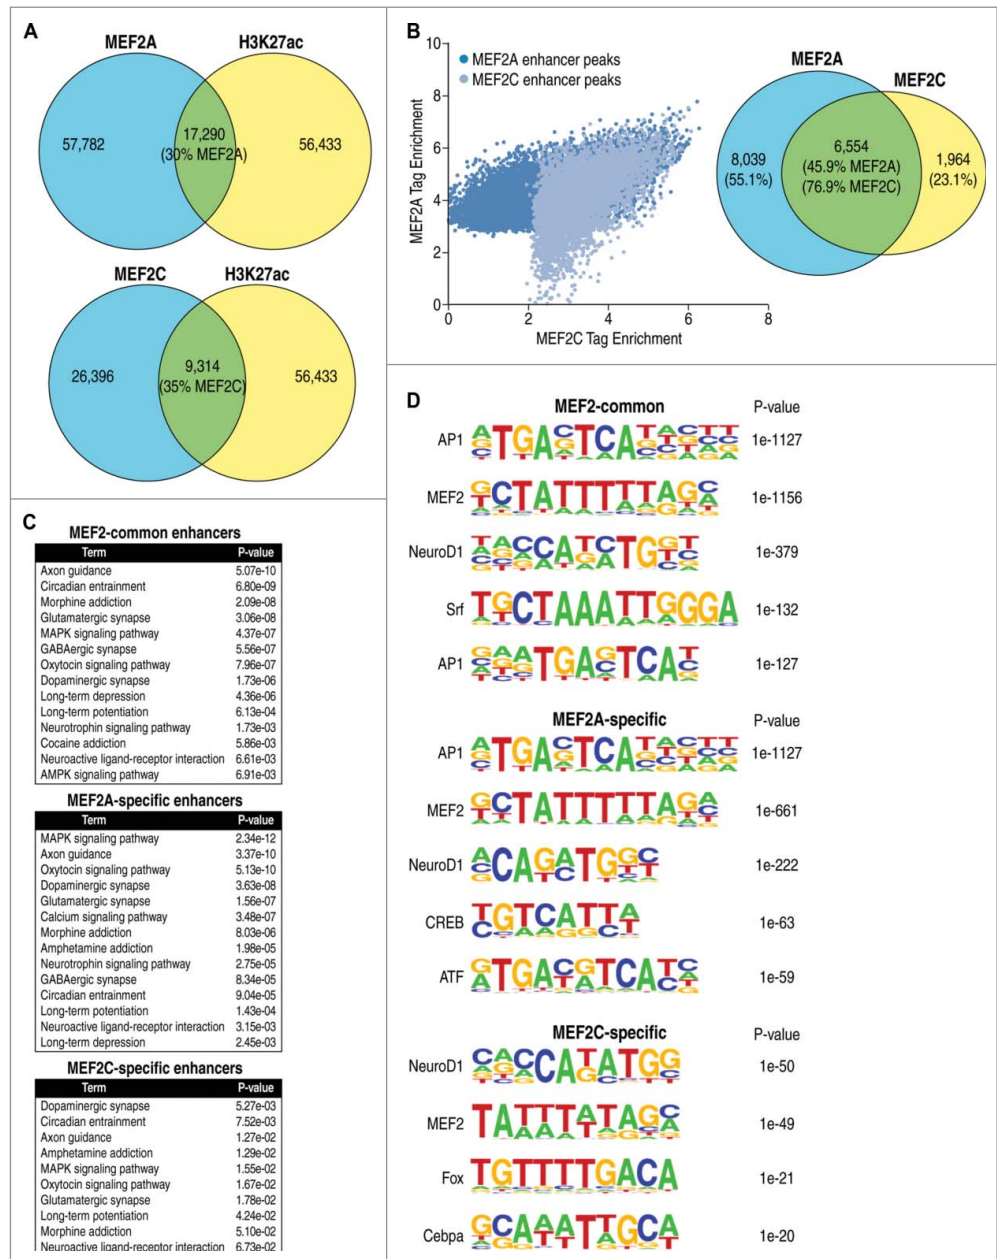 A
MEF2A
H3K27ac
57,782
17,290
(30% MEF2A)
56,433
MEF2C
H3K27ac
26,396
9,314
(35% MEF2C)
56,433
B
10
8
6
4
2
0
MEF2A Tag Enrichment
MEF2A enhancer peaks
MEF2C enhancer peaks
0 2 4 6 8
MEF2C Tag Enrichment
MEF2A
MEF2C
8,039
(55.1%)
6,554
(45.9% MEF2A)
(76.9% MEF2C)
1,964
(23.1%)
C
MEF2-common enhancers
Term P-value
Axon guidance 5.07e-10
Circadian entrainment 6.80e-09
Morphine addiction 2.09e-08
Glutamatergic synapse 3.06e-08
MAPK signaling pathway 4.37e-07
GABAergic synapse 5.56e-07
Oxytocin signaling pathway 7.96e-07
Dopaminergic synapse 1.73e-06
Long-term depression 4.36e-06
Long-term potentiation 6.13e-04
Neurotrophin signaling pathway 1.73e-03
Cocaine addiction 5.86e-03
Neuroactive ligand-receptor interaction 6.61e-03
AMPK signaling pathway 6.91e-03
MEF2A-specific enhancers
Term P-value
MAPK signaling pathway 2.34e-12
Axon guidance 3.37e-10
Oxytocin signaling pathway 5.13e-10
Dopaminergic synapse 3.63e-08
Glutamatergic synapse 1.56e-07
Calcium signaling pathway 3.48e-07
Morphine addiction 8.03e-06
Amphetamine addiction 1.98e-05
Neurotrophin signaling pathway 2.75e-05
GABAergic synapse 8.34e-05
Circadian entrainment 9.04e-05
Long-term potentiation 1.43e-04
Neuroactive ligand-receptor interaction 3.15e-03
Long-term depression 2.45e-03
MEF2C-specific enhancers
Term P-value
Dopaminergic synapse 5.27e-03
Circadian entrainment 7.52e-03
Axon guidance 1.27e-02
Amphetamine addiction 1.29e-02
MAPK signaling pathway 1.55e-02
Oxytocin signaling pathway 1.67e-02
Glutamatergic synapse 1.78e-02
Long-term potentiation 4.24e-02
Morphine addiction 5.10e-02
Neuroactive ligand-receptor interaction 6.73e-02
D
MEF2-common P-value
AP1 ATGACTCATACTT 1e-1127
MEF2 GCTATTTTTAGC 1e-1156
NeuroD1 TACCATCTGGT 1e-379
Srf TGCTAAATTGGGA 1e-132
AP1 GAATGAGTCAT 1e-127
MEF2A-specific P-value
AP1 ATGACTCATACTT 1e-1127
MEF2 GCTATTTTTAGA 1e-661
NeuroD1 ACAGATGGC 1e-222
CREB TGTCATTA 1e-63
ATF GTGACGTCATC 1e-59
MEF2C-specific P-value
NeuroD1 CACCATATGG 1e-50
MEF2 TATTTATAGC 1e-49
Fox TGTTTTGACA 1e-21
Cebpa GCAAATTGCA 1e-20